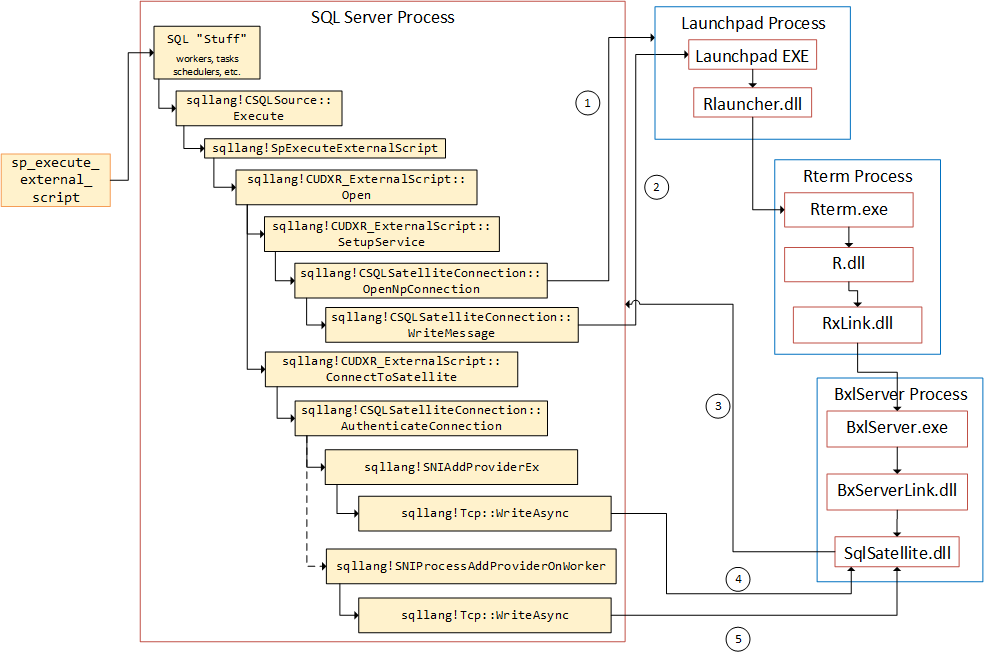 SQL Server Process
SQL "Stuff"
workers, tasks
schedulers, etc.
sqllang!CSQLSource::
Execute
sqllang!SpExecuteExternalScript
sp_execute_
external_
script
sqllang!CUDXR_ExternalScript::
Open
sqllang!CUDXR_ExternalScript::
SetupService
sqllang!CSQLSatelliteConnection::
OpenNpConnection
sqllang!CSQLSatelliteConnection::
WriteMessage
sqllang!CUDXR_ExternalScript::
ConnectToSatellite
sqllang!CSQLSatelliteConnection::
AuthenticateConnection
sqllang!SNIAddProviderEx
sqllang!Tcp::WriteAsync
sqllang!SNIProcessAddProviderOnWorker
sqllang!Tcp::WriteAsync
1
2
3
4
5
Launchpad Process
Launchpad EXE
Rlauncher.dll
Rterm Process
Rterm.exe
R.dll
RxLink.dll
BxlServer Process
BxlServer.exe
BxServerLink.dll
SqlSatellite.dll